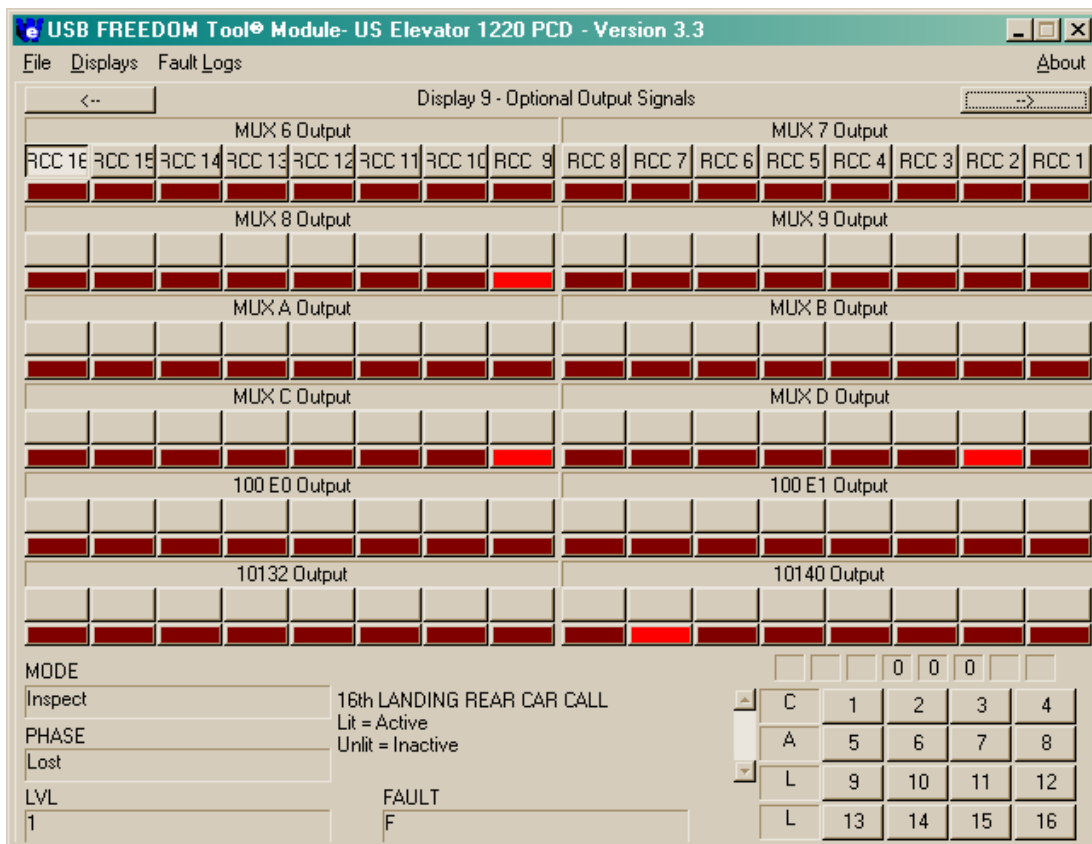 USB FREEDOM Tool® Module- US Elevator 1220 PCD - Version 3.3
File Displays Fault Logs About
<-- Display 9 - Optional Output Signals -->
MUX 6 Output MUX 7 Output
RCC 16 RCC 15 RCC 14 RCC 13 RCC 12 RCC 11 RCC 10 RCC 9 RCC 8 RCC 7 RCC 6 RCC 5 RCC 4 RCC 3 RCC 2 RCC 1
MUX 8 Output MUX 9 Output
MUX A Output MUX B Output
MUX C Output MUX D Output
100 E0 Output 100 E1 Output
10132 Output 10140 Output
MODE
Inspect
PHASE
Lost
LVL
1
16th LANDING REAR CAR CALL
Lit = Active
Unlit = Inactive
FAULT
F
0 0 0
C 1 2 3 4
A 5 6 7 8
L 9 10 11 12
L 13 14 15 16